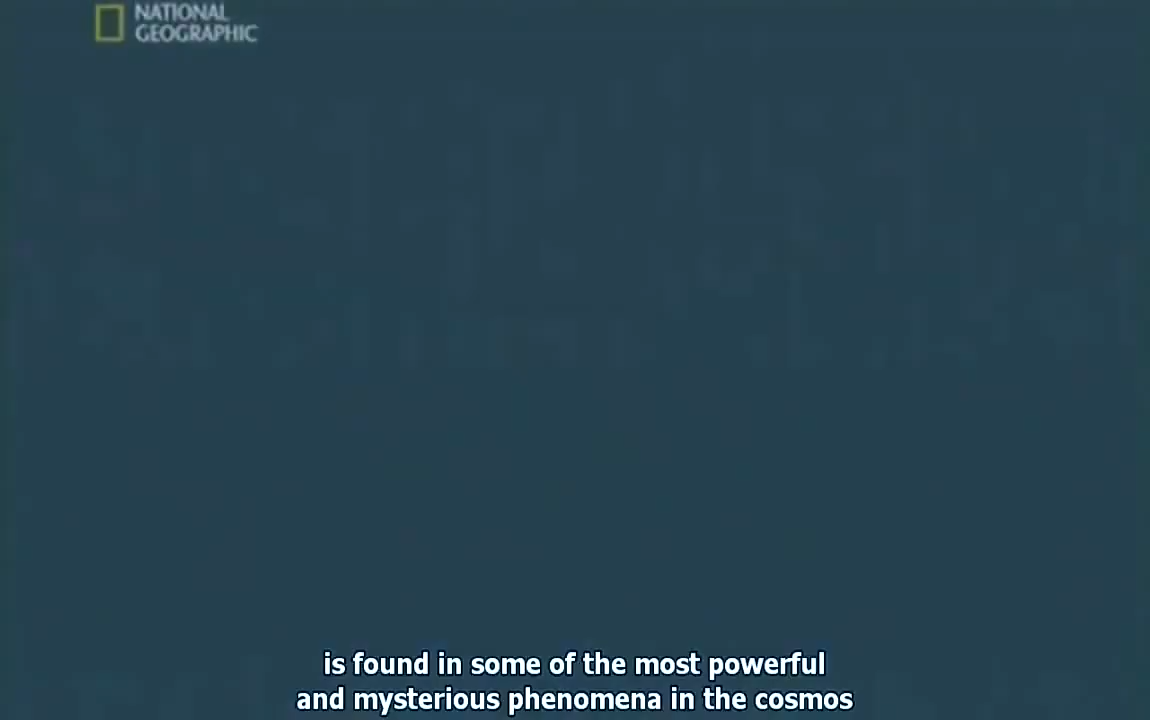 NATIONAL
GEOGRAPHIC
is found in some of the most powerful
and mysterious phenomena in the cosmos